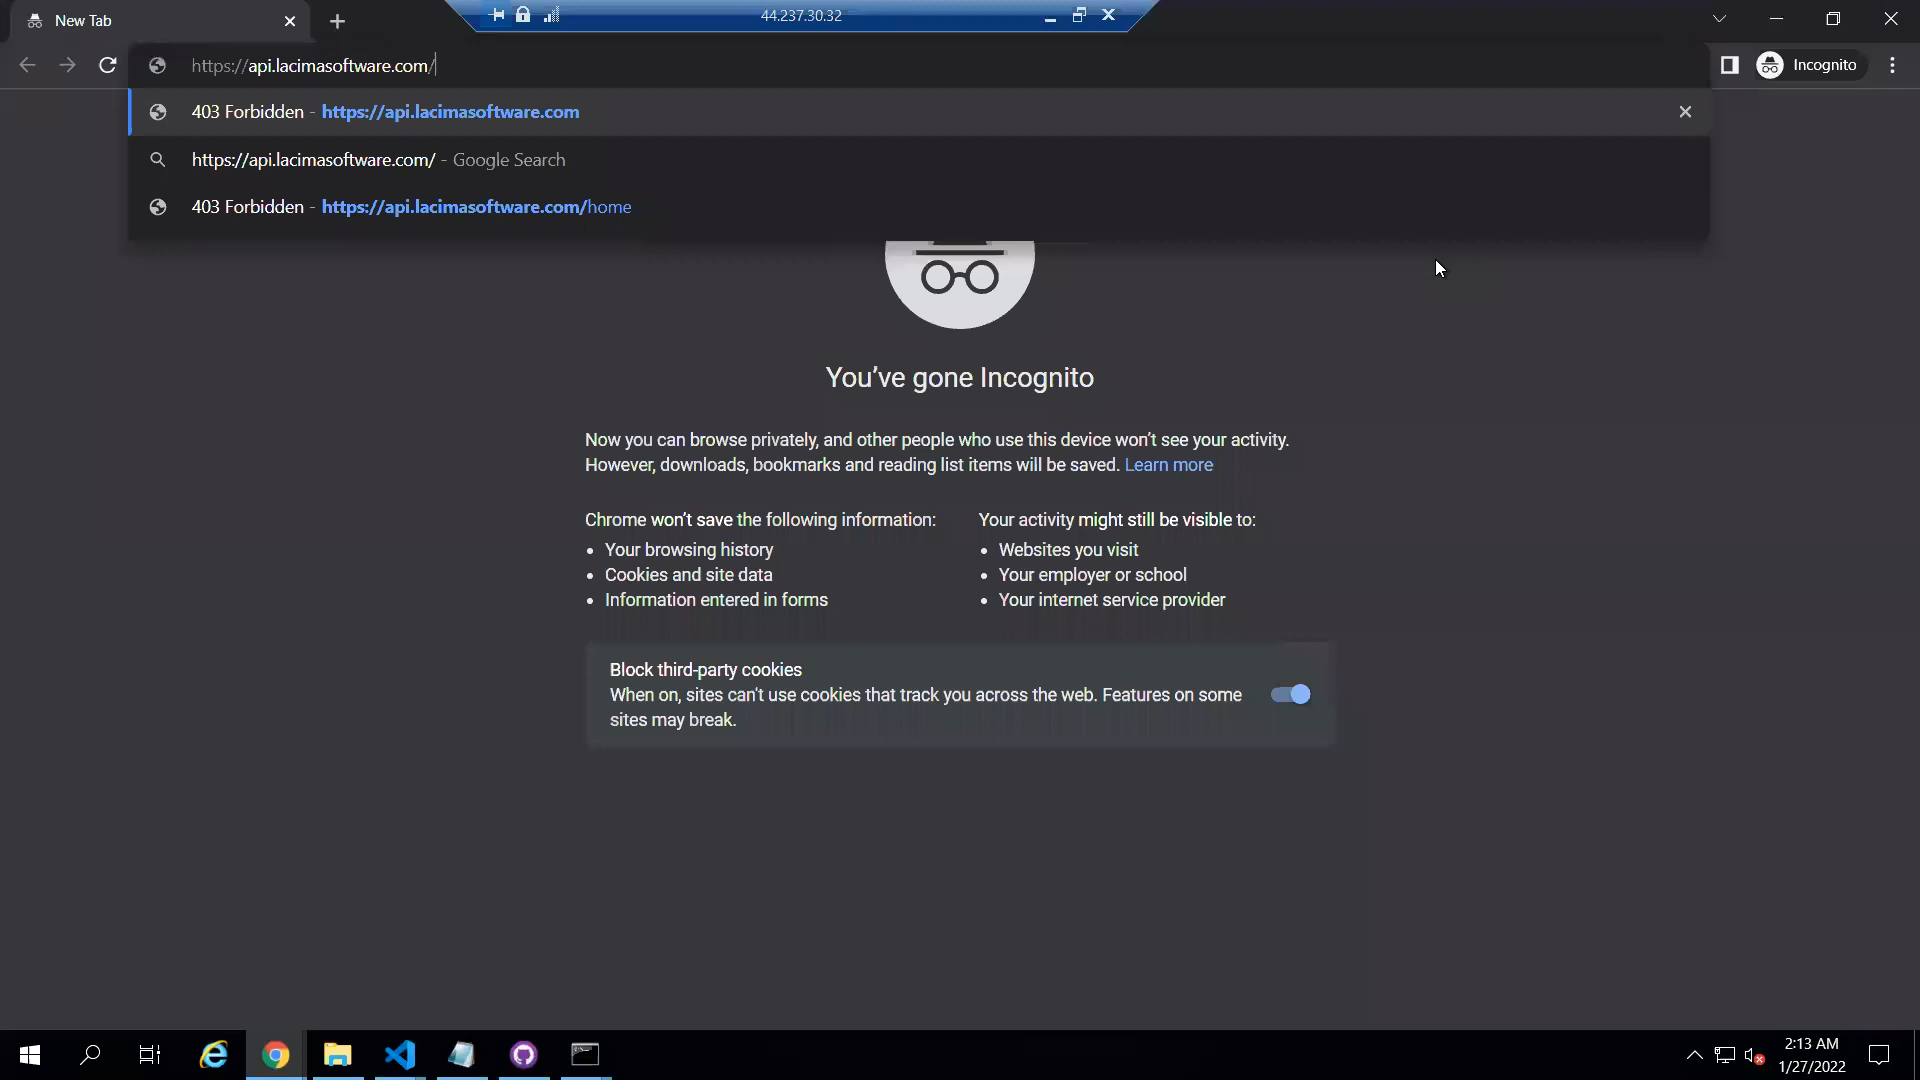 New Tab
44.237.30.32
https://api.lacimasoftware.com/
Incognito
403 Forbidden - https://api.lacimasoftware.com
https://api.lacimasoftware.com/ - Google Search
403 Forbidden - https://api.lacimasoftware.com/home
You've gone Incognito
Now you can browse privately, and other people who use this device won't see your activity.
However, downloads, bookmarks and reading list items will be saved. Learn more
Chrome won't save the following information:
• Your browsing history
• Cookies and site data
• Information entered in forms
Your activity might still be visible to:
• Websites you visit
• Your employer or school
• Your internet service provider
Block third-party cookies
When on, sites can't use cookies that track you across the web. Features on some
sites may break.
2:13 AM
1/27/2022